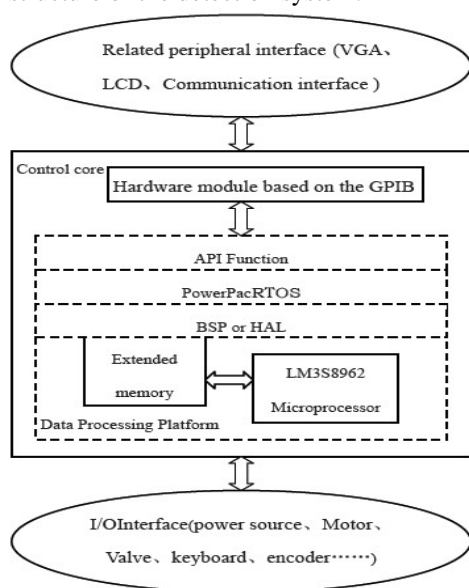 Related peripheral interface (VGA、
LCD、Communication interface )
Control core
Hardware module based on the GPIB
API Function
PowerPacRTOS
BSP or HAL
Extended
memory
LM3S8962
Microprocessor
Data Processing Platform
I/OInterface(power source、Motor、
Valve、keyboard、encoder……)